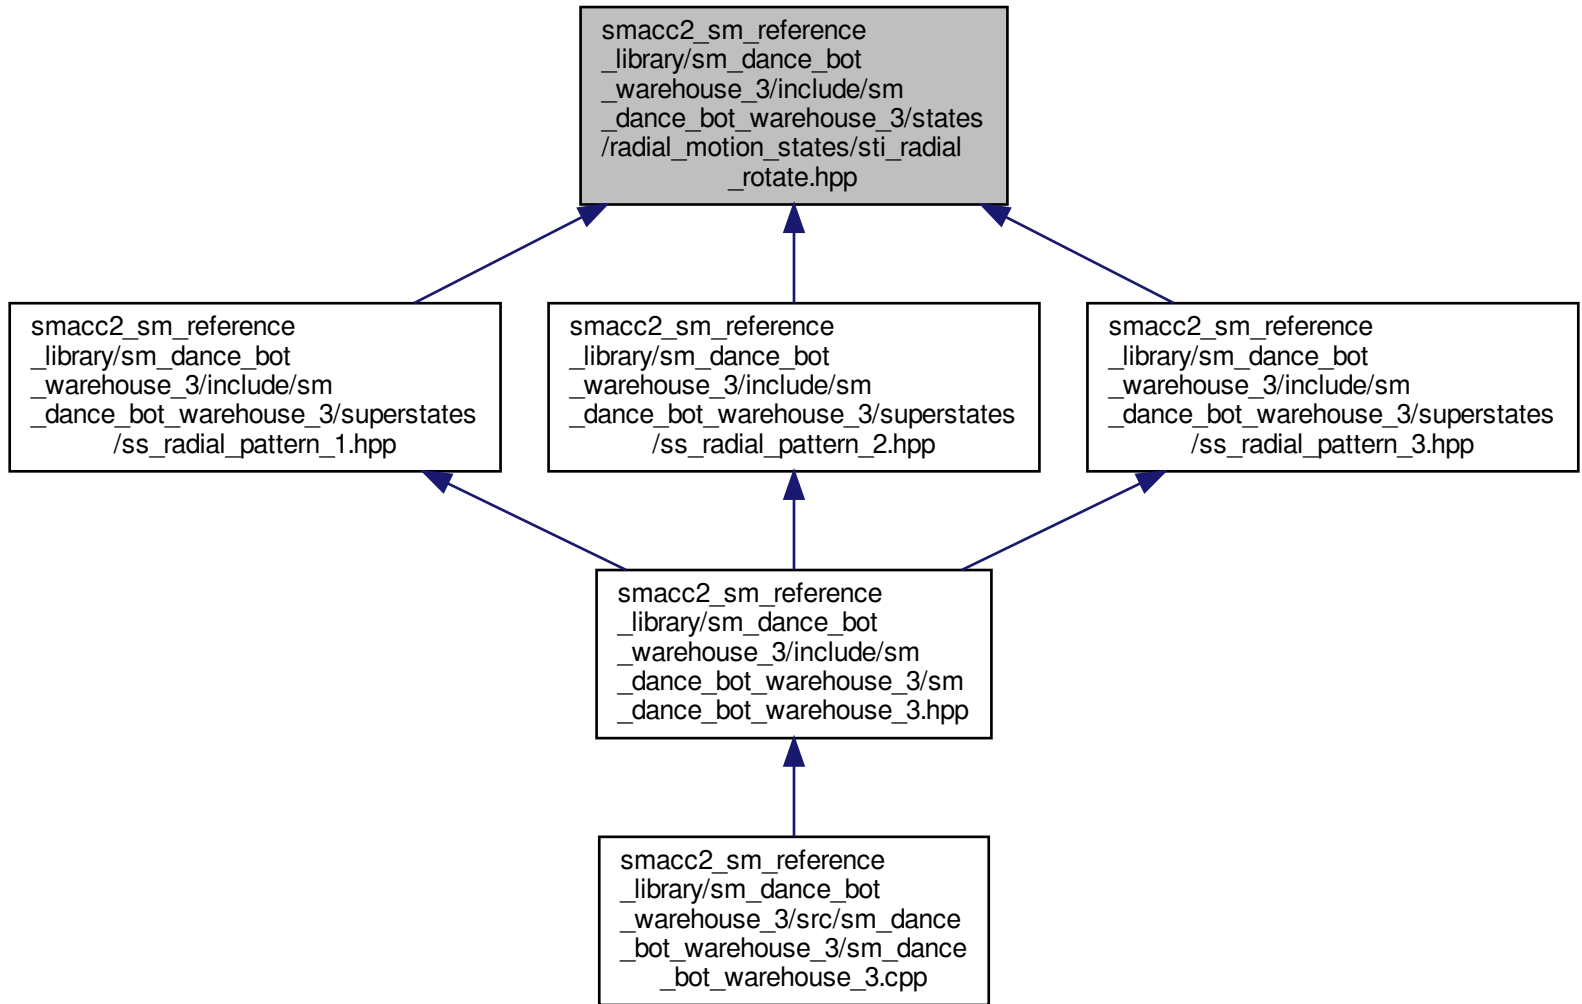 smacc2_sm_reference
_library/sm_dance_bot
_warehouse_3/include/sm
_dance_bot_warehouse_3/states
/radial_motion_states/sti_radial
_rotate.hpp
smacc2_sm_reference
_library/sm_dance_bot
_warehouse_3/include/sm
_dance_bot_warehouse_3/superstates
/ss_radial_pattern_1.hpp
smacc2_sm_reference
_library/sm_dance_bot
_warehouse_3/include/sm
_dance_bot_warehouse_3/superstates
/ss_radial_pattern_2.hpp
smacc2_sm_reference
_library/sm_dance_bot
_warehouse_3/include/sm
_dance_bot_warehouse_3/superstates
/ss_radial_pattern_3.hpp
smacc2_sm_reference
_library/sm_dance_bot
_warehouse_3/include/sm
_dance_bot_warehouse_3/sm
_dance_bot_warehouse_3.hpp
smacc2_sm_reference
_library/sm_dance_bot
_warehouse_3/src/sm_dance
_bot_warehouse_3/sm_dance
_bot_warehouse_3.cpp